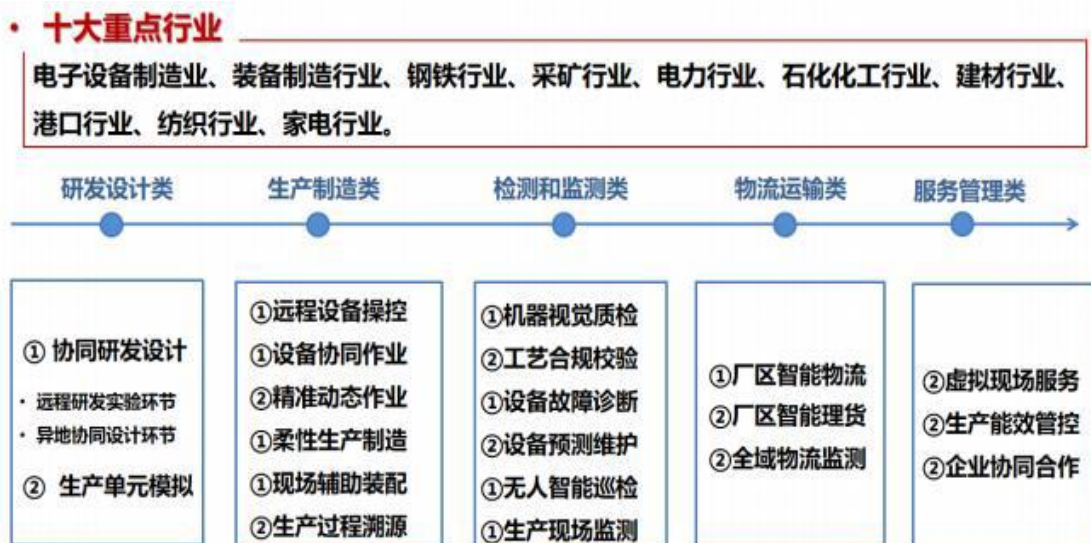 • 十大重点行业
电子设备制造业、装备制造行业、钢铁行业、采矿行业、电力行业、石化化工行业、建材行业、
港口行业、纺织行业、家电行业。
研发设计类
生产制造类
检测和监测类
物流运输类
服务管理类
① 协同研发设计
· 远程研发实验环节
· 异地协同设计环节
② 生产单元模拟
①远程设备操控
①设备协同作业
②精准动态作业
①柔性生产制造
①现场辅助装配
②生产过程溯源
①机器视觉质检
②工艺合规校验
①设备故障诊断
②设备预测维护
①无人智能巡检
①生产现场监测
①厂区智能物流
②厂区智能理货
②全域物流监测
②虚拟现场服务
②生产能效管控
②企业协同合作